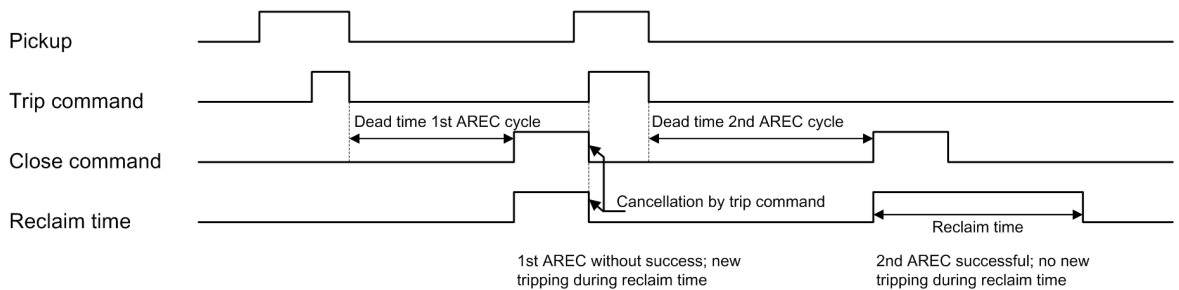 Pickup
Trip command
Dead time 1st AREC cycle
Dead time 2nd AREC cycle
Close command
Cancellation by trip command
Reclaim time
Reclaim time
1st AREC without success; new
tripping during reclaim time
2nd AREC successful; no new
tripping during reclaim time